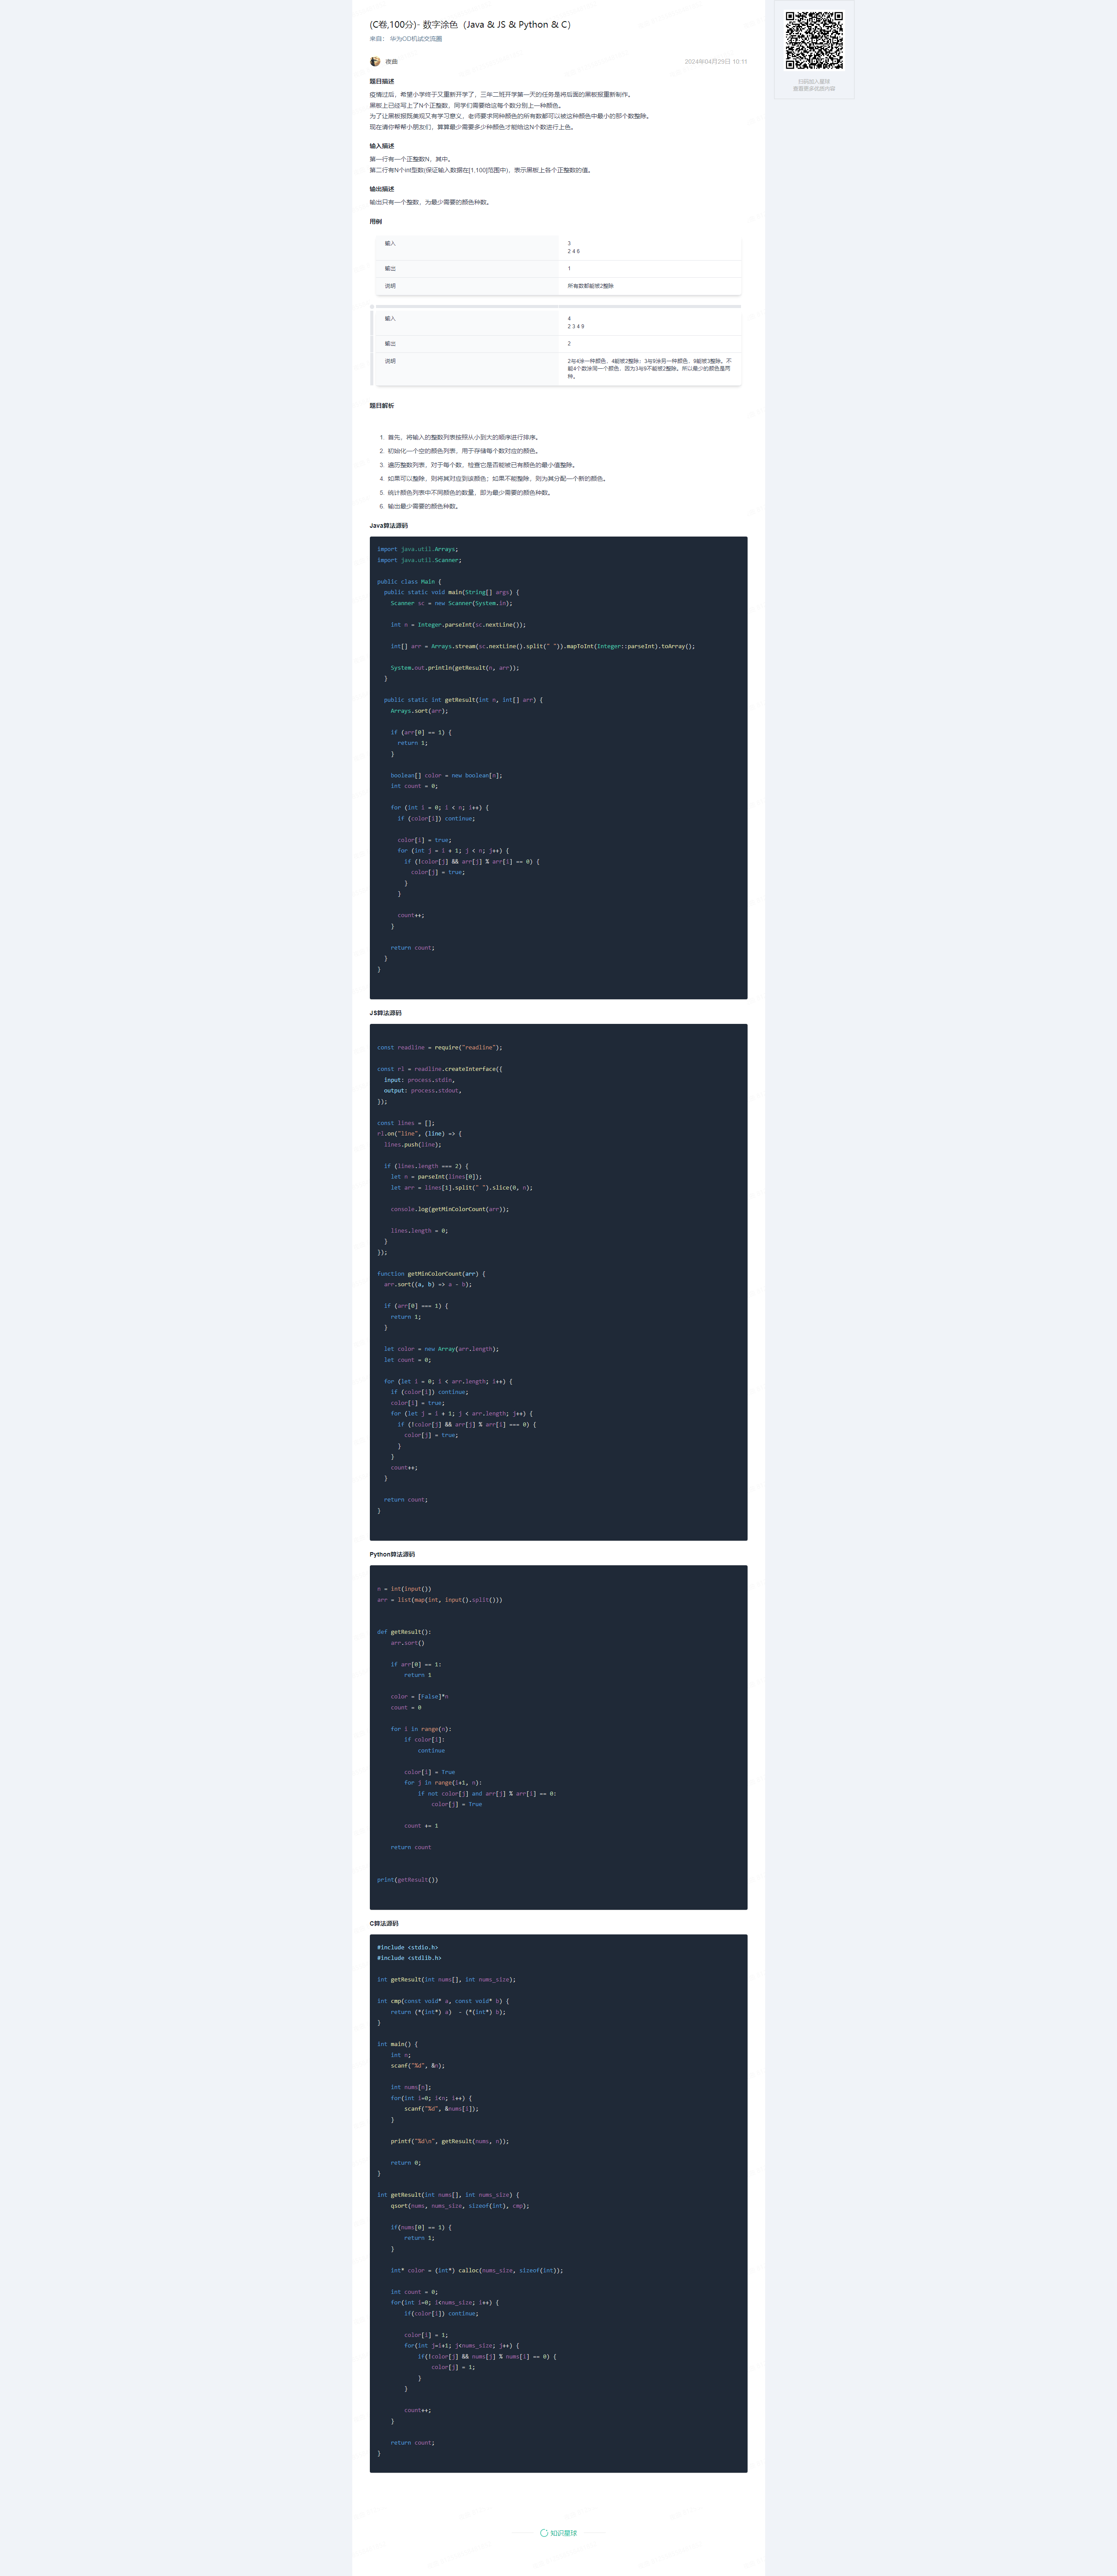 (C卷,100分)- 数字涂色（Java & JS & Python & C）
来自： 华为OD机试交流圈
夜曲
2024年04月29日 10:11
扫码加入星球
查看更多优质内容
题目描述
疫情过后，希望小学终于又重新开学了，三年二班开学第一天的任务是将后面的黑板报重新制作。
黑板上已经写上了N个正整数，同学们需要给这每个数分别上一种颜色。
为了让黑板报既美观又有学习意义，老师要求同种颜色的所有数都可以被这种颜色中最小的那个数整除。
现在请你帮帮小朋友们，算算最少需要多少种颜色才能给这N个数进行上色。
输入描述
第一行有一个正整数N，其中。
第二行有N个int型数(保证输入数据在[1,100]范围中)，表示黑板上各个正整数的值。
输出描述
输出只有一个整数，为最少需要的颜色种数。
用例
输入
3
2 4 6
输出
1
说明
所有数都能被2整除
输入
4
2 3 4 9
输出
2
说明
2与4涂一种颜色，4能被2整除；3与9涂另一种颜色，9能被3整除。不
能4个数涂同一个颜色，因为3与9不能被2整除。所以最少的颜色是两
种。
题目解析
1. 首先，将输入的整数列表按照从小到大的顺序进行排序。
2. 初始化一个空的颜色列表，用于存储每个数对应的颜色。
3. 遍历整数列表，对于每个数，检查它是否能被已有颜色的最小值整除。
4. 如果可以整除，则将其对应到该颜色；如果不能整除，则为其分配一个新的颜色。
5. 统计颜色列表中不同颜色的数量，即为最少需要的颜色种数。
6. 输出最少需要的颜色种数。
Java算法源码
import java.util.Arrays;
import java.util.Scanner;
public class Main {
public static void main(String[] args) {
Scanner sc = new Scanner(System.in);
int n = Integer.parseInt(sc.nextLine());
int[] arr = Arrays.stream(sc.nextLine().split(" ")).mapToInt(Integer::parseInt).toArray();
System.out.println(getResult(n, arr));
}
public static int getResult(int n, int[] arr) {
Arrays.sort(arr);
if (arr[0] == 1) {
return 1;
}
boolean[] color = new boolean[n];
int count = 0;
for (int i = 0; i < n; i++) {
if (color[i]) continue;
color[i] = true;
for (int j = i + 1; j < n; j++) {
if (!color[j] && arr[j] % arr[i] == 0) {
color[j] = true;
}
}
count++;
}
return count;
}
}
JS算法源码
const readline = require("readline");
const rl = readline.createInterface({
input: process.stdin,
output: process.stdout,
});
const lines = [];
rl.on("line", (line) => {
lines.push(line);
if (lines.length === 2) {
let n = parseInt(lines[0]);
let arr = lines[1].split(" ").slice(0, n);
console.log(getMinColorCount(arr));
lines.length = 0;
}
});
function getMinColorCount(arr) {
arr.sort((a, b) => a - b);
if (arr[0] === 1) {
return 1;
}
let color = new Array(arr.length);
let count = 0;
for (let i = 0; i < arr.length; i++) {
if (color[i]) continue;
color[i] = true;
for (let j = i + 1; j < arr.length; j++) {
if (!color[j] && arr[j] % arr[i] === 0) {
color[j] = true;
}
}
count++;
}
return count;
}
Python算法源码
n = int(input())
arr = list(map(int, input().split()))
def getResult():
arr.sort()
if arr[0] == 1:
return 1
color = [False]*n
count = 0
for i in range(n):
if color[i]:
continue
color[i] = True
for j in range(i+1, n):
if not color[j] and arr[j] % arr[i] == 0:
color[j] = True
count += 1
return count
print(getResult())
C算法源码
#include <stdio.h>
#include <stdlib.h>
int getResult(int nums[], int nums_size);
int cmp(const void* a, const void* b) {
return (*(int*) a) - (*(int*) b);
}
int main() {
int n;
scanf("%d", &n);
int nums[n];
for(int i=0; i<n; i++) {
scanf("%d", &nums[i]);
}
printf("%d\n", getResult(nums, n));
return 0;
}
int getResult(int nums[], int nums_size) {
qsort(nums, nums_size, sizeof(int), cmp);
if(nums[0] == 1) {
return 1;
}
int* color = (int*) calloc(nums_size, sizeof(int));
int count = 0;
for(int i=0; i<nums_size; i++) {
if(color[i]) continue;
color[i] = 1;
for(int j=i+1; j<nums_size; j++) {
if(!color[j] && nums[j] % nums[i] == 0) {
color[j] = 1;
}
}
count++;
}
return count;
}
知识星球